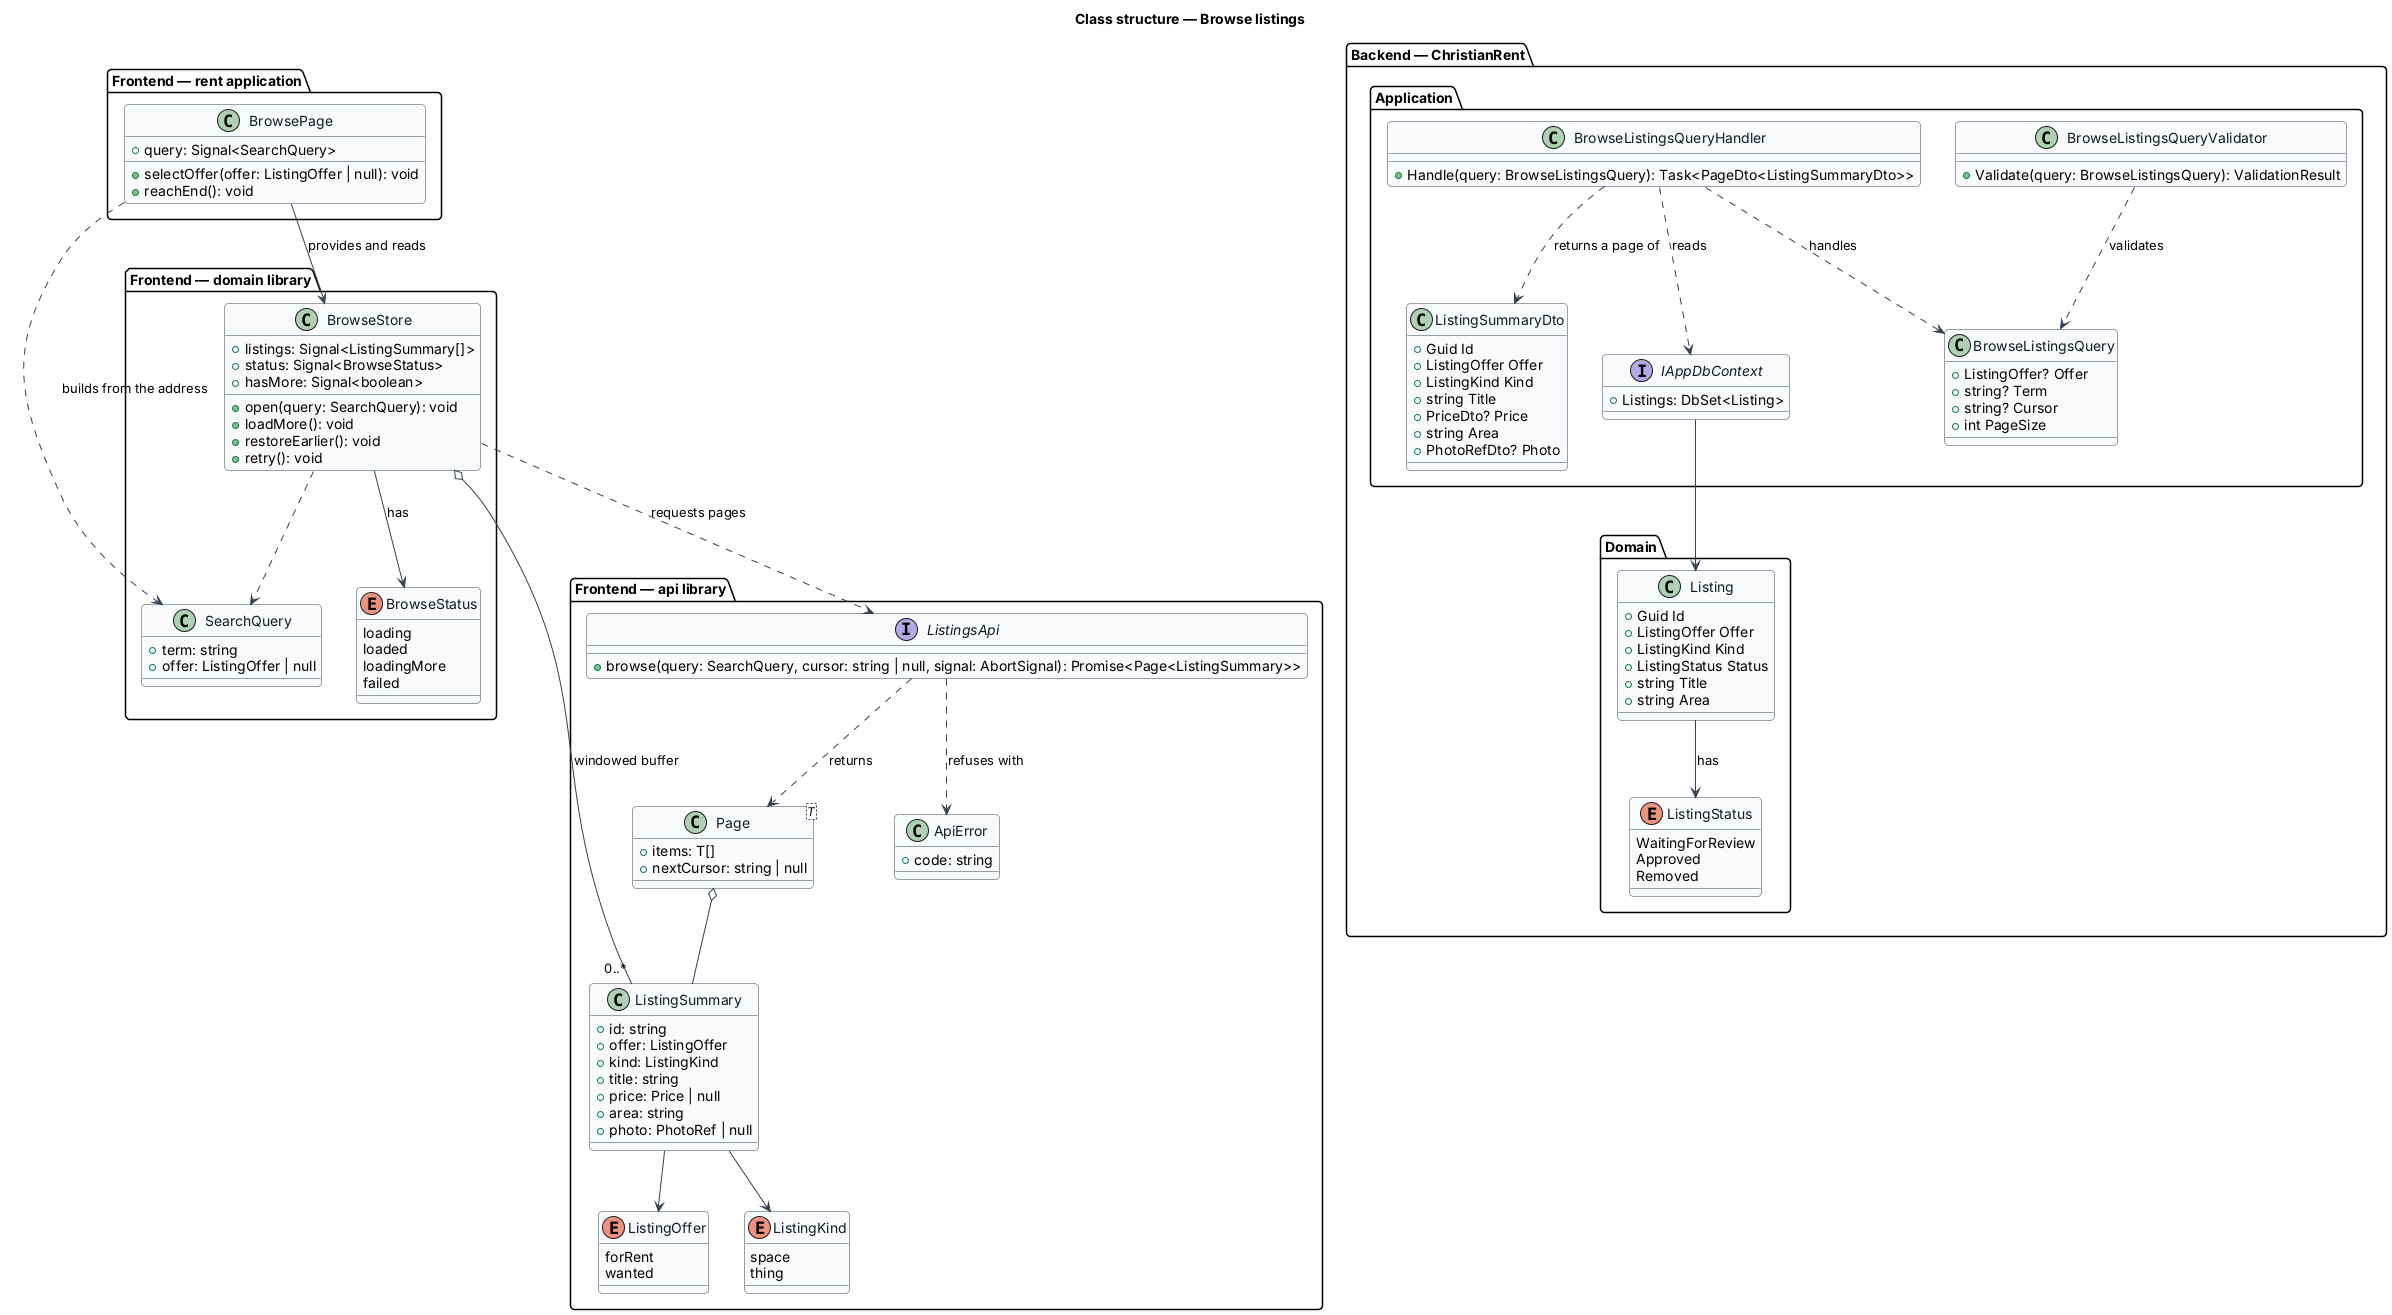 Class structure — Browse listings
Frontend — rent application
C BrowsePage
query: Signal<SearchQuery>
selectOffer(offer: ListingOffer | null): void
reachEnd(): void
provides and reads
builds from the address
Frontend — domain library
C BrowseStore
listings: Signal<ListingSummary[]>
status: Signal<BrowseStatus>
hasMore: Signal<boolean>
open(query: SearchQuery): void
loadMore(): void
restoreEarlier(): void
retry(): void
has
requests pages
C SearchQuery
term: string
offer: ListingOffer | null
E BrowseStatus
loading
loaded
loadingMore
failed
windowed buffer
0..*
Frontend — api library
I ListingsApi
browse(query: SearchQuery, cursor: string | null, signal: AbortSignal): Promise<Page<ListingSummary>>
returns
refuses with
C Page
T
items: T[]
nextCursor: string | null
C ApiError
code: string
C ListingSummary
id: string
offer: ListingOffer
kind: ListingKind
title: string
price: Price | null
area: string
photo: PhotoRef | null
E ListingOffer
forRent
wanted
E ListingKind
space
thing
Backend — ChristianRent
Application
C BrowseListingsQueryHandler
Handle(query: BrowseListingsQuery): Task<PageDto<ListingSummaryDto>>
C BrowseListingsQueryValidator
Validate(query: BrowseListingsQuery): ValidationResult
returns a page of
reads
handles
validates
C ListingSummaryDto
Guid Id
ListingOffer Offer
ListingKind Kind
string Title
PriceDto? Price
string Area
PhotoRefDto? Photo
I IAppDbContext
Listings: DbSet<Listing>
C BrowseListingsQuery
ListingOffer? Offer
string? Term
string? Cursor
int PageSize
Domain
C Listing
Guid Id
ListingOffer Offer
ListingKind Kind
ListingStatus Status
string Title
string Area
has
E ListingStatus
WaitingForReview
Approved
Removed